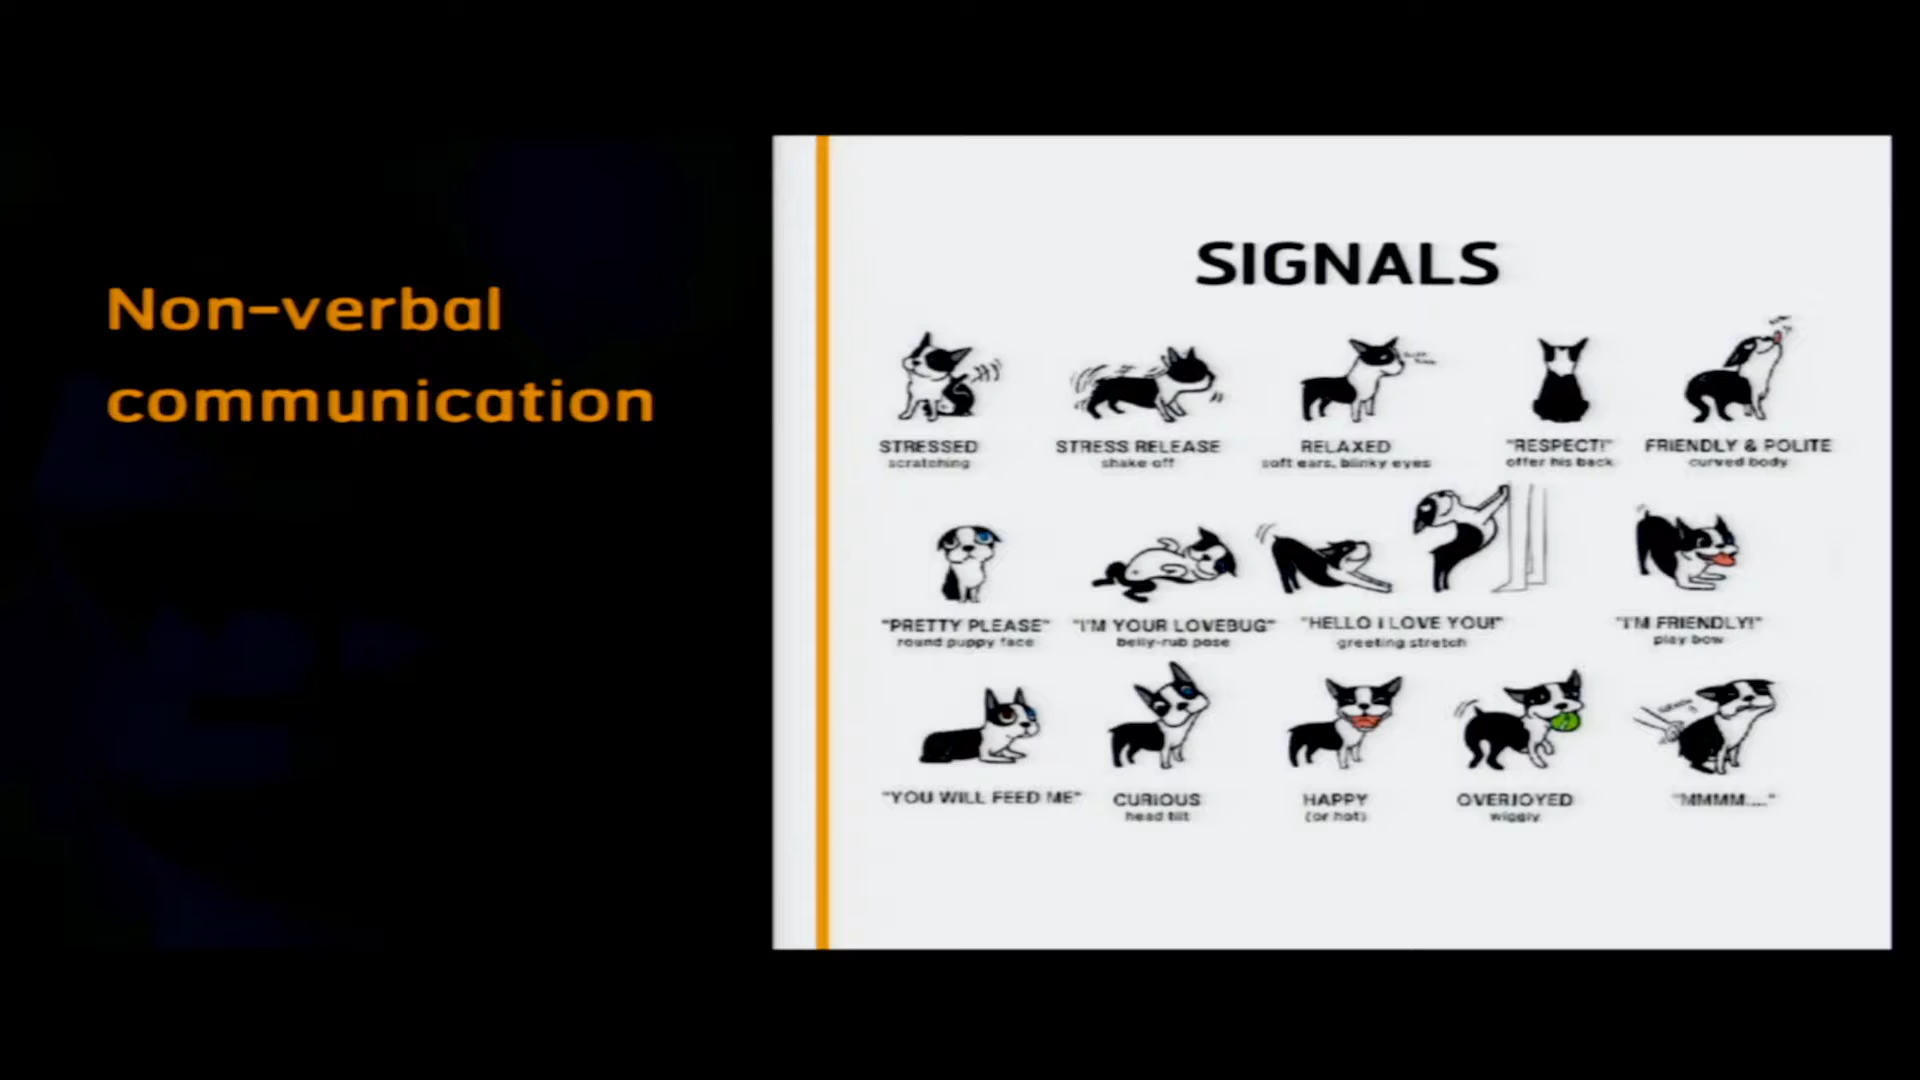 Non-verbal
communication
SIGNALS
STRESSED
scratching
STRESS RELEASE
shake off
RELAXED
soft ears, blinky eyes
"RESPECT!"
offer his back
FRIENDLY & POLITE
curved body
"PRETTY PLEASE"
round puppy face
"I'M YOUR LOVEBUG"
belly-rub pose
"HELLO I LOVE YOU!"
greeting stretch
"I'M FRIENDLY!"
play bow
"YOU WILL FEED ME"
CURIOUS
head tilt
HAPPY
(or hot)
OVERJOYED
wiggly
"MMMM...."